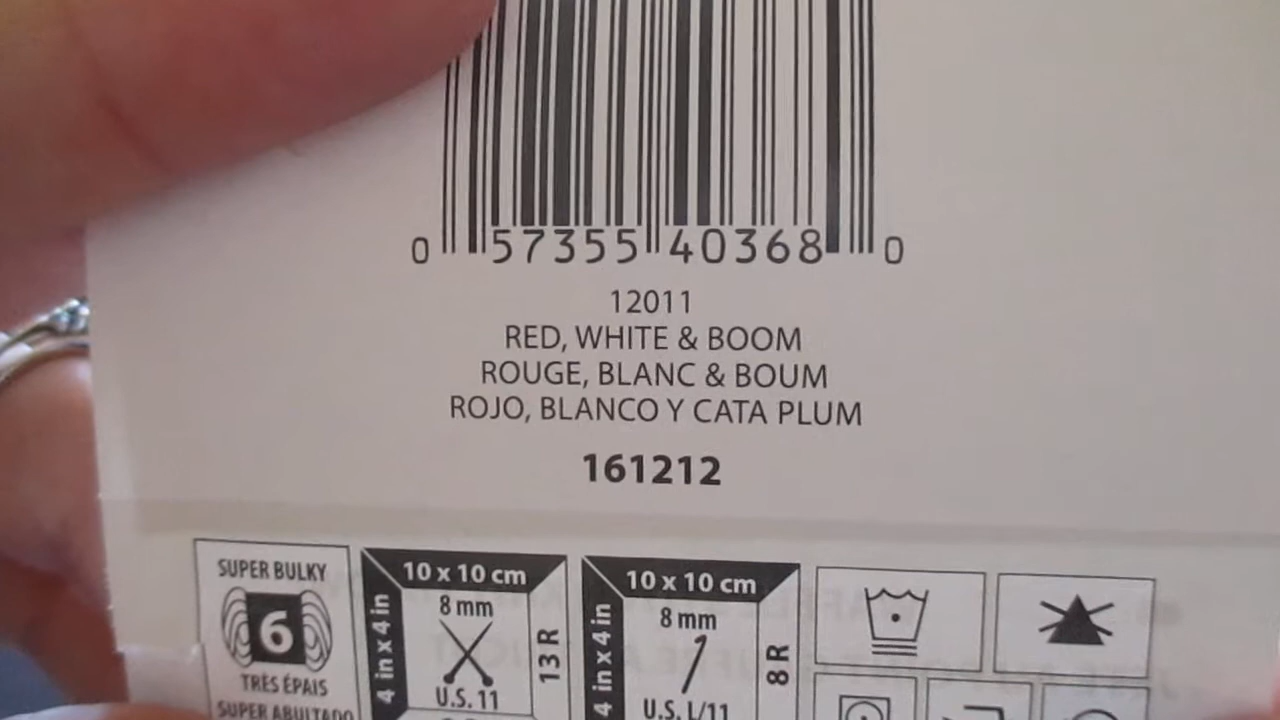 0 57355 40368 0
12011
RED, WHITE & BOOM
ROUGE, BLANC & BOUM
ROJO, BLANCO Y CATA PLUM
161212
SUPER BULKY
6
TRÈS ÉPAIS
SUPER ABULTADO
10 x 10 cm
4 in x 4 in
8 mm
13 R
U.S. 11
10 x 10 cm
4 in x 4 in
8 mm
8 R
U.S. L/11